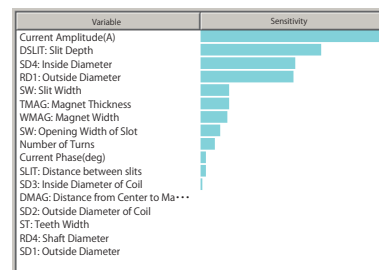 Variable Sensitivity
Current Amplitude(A)
DSLIT: Slit Depth
SD4: Inside Diameter
RD1: Outside Diameter
SW: Slit Width
TMAG: Magnet Thickness
WMAG: Magnet Width
SW: Opening Width of Slot
Number of Turns
Current Phase(deg)
SLIT: Distance between slits
SD3: Inside Diameter of Coil
DMAG: Distance from Center to Ma···
SD2: Outside Diameter of Coil
ST: Teeth Width
RD4: Shaft Diameter
SD1: Outside Diameter